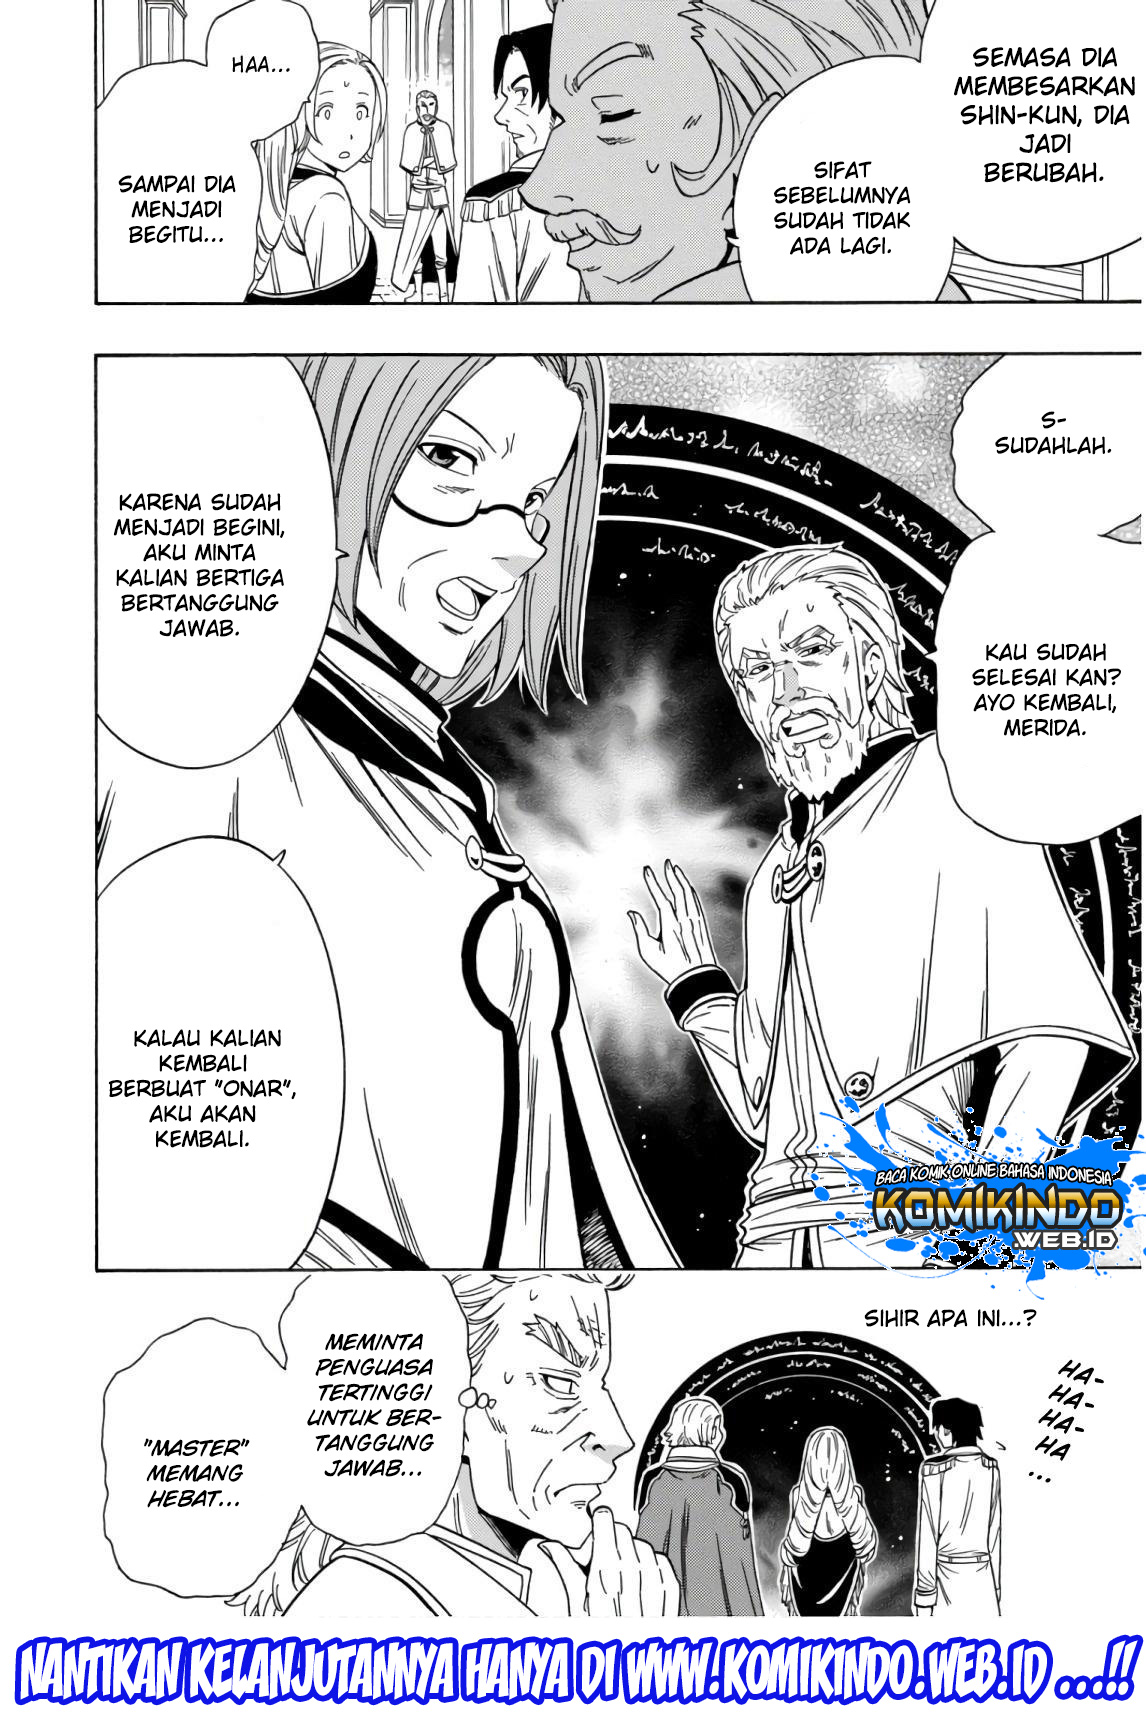 SEMASA DIA
MEMBESARKAN
SHIN-KUN, DIA
JADI
BERUBAH.
SIFAT
SEBELUMNYA
SUDAH TIDAK
ADA LAGI.
HAA...
SAMPAI DIA
MENJADI
BEGITU...
S-
SUDAHLAH.
KAU SUDAH
SELESAI KAN?
AYO KEMBALI,
MERIDA.
KARENA SUDAH
MENJADI BEGINI,
AKU MINTA
KALIAN BERTIGA
BERTANGGUNG
JAWAB.
KALAU KALIAN
KEMBALI
BERBUAT "ONAR",
AKU AKAN
KEMBALI.
BACA KOMIK ONLINE BAHASA INDONESIA
KOMIKINDO
WEB.ID
SIHIR APA INI...?
HA-
HA-
HA-
HA
...
MEMINTA
PENGUASA
TERTINGGI
UNTUK BER-
TANGGUNG
JAWAB...
"MASTER"
MEMANG
HEBAT...
NANTIKAN KELANJUTANNYA HANYA DI WWW.KOMIKINDO.WEB.ID ...!!!